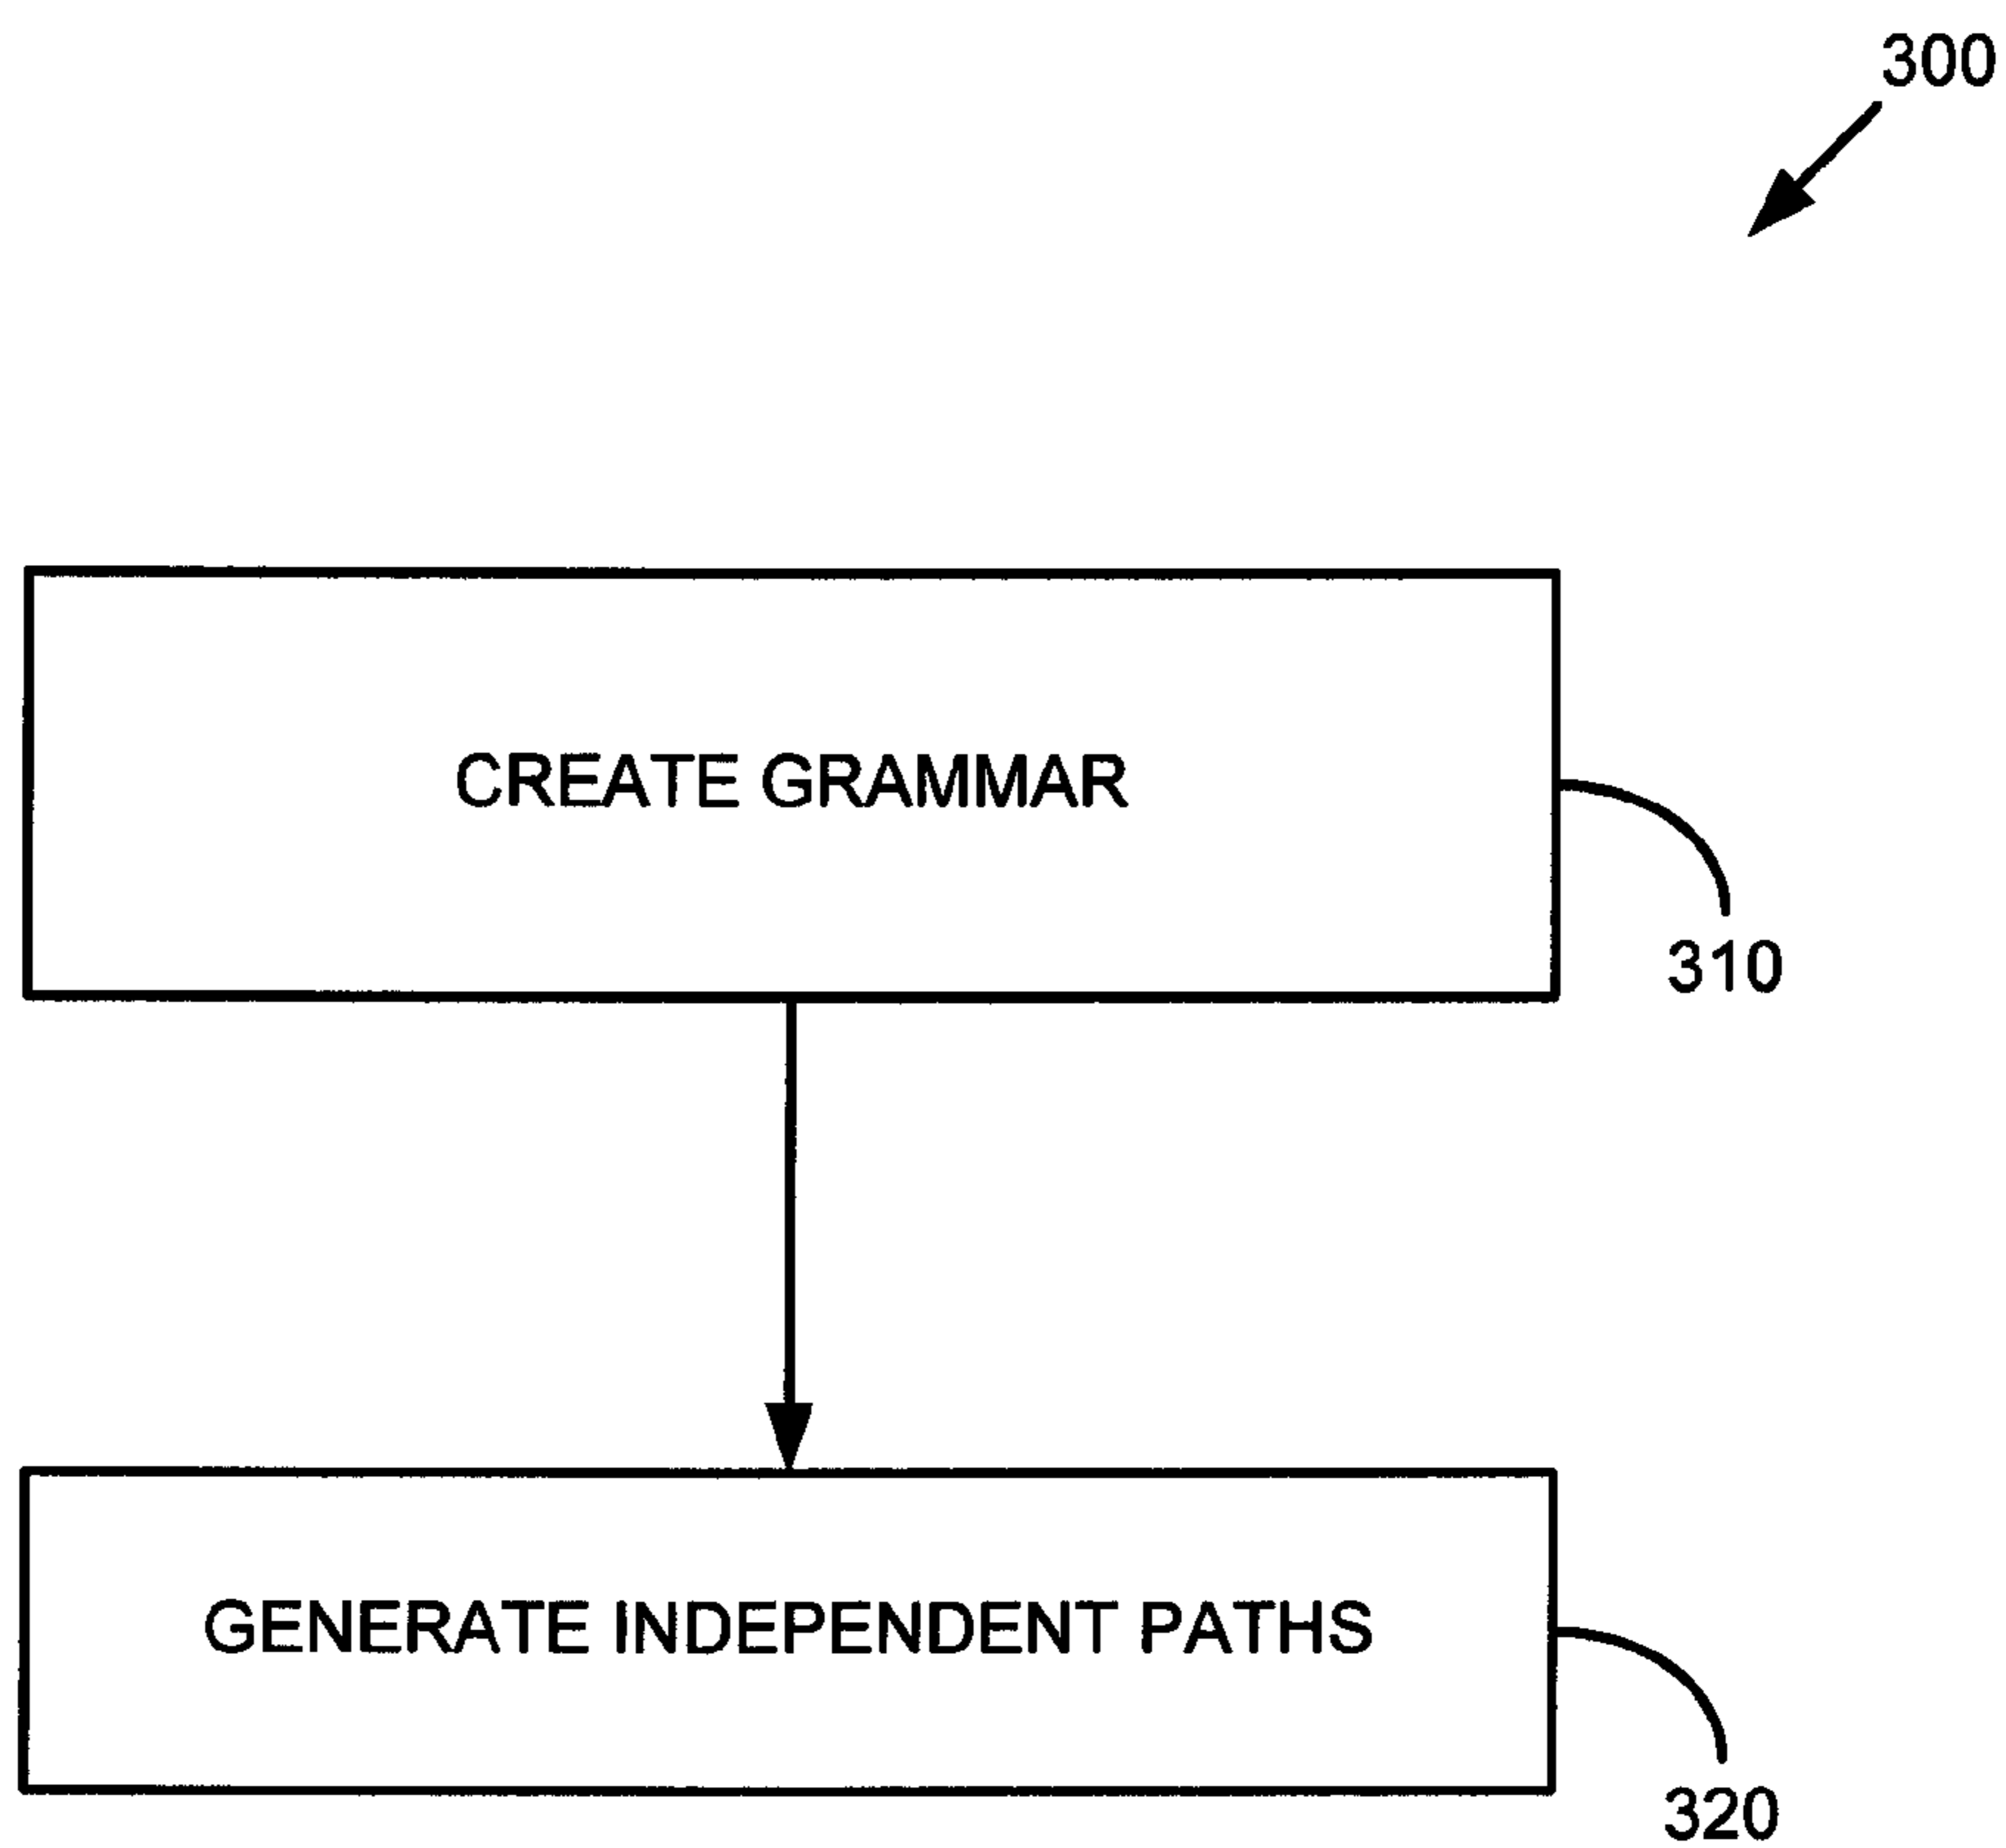 300
CREATE GRAMMAR
310
GENERATE INDEPENDENT PATHS
320